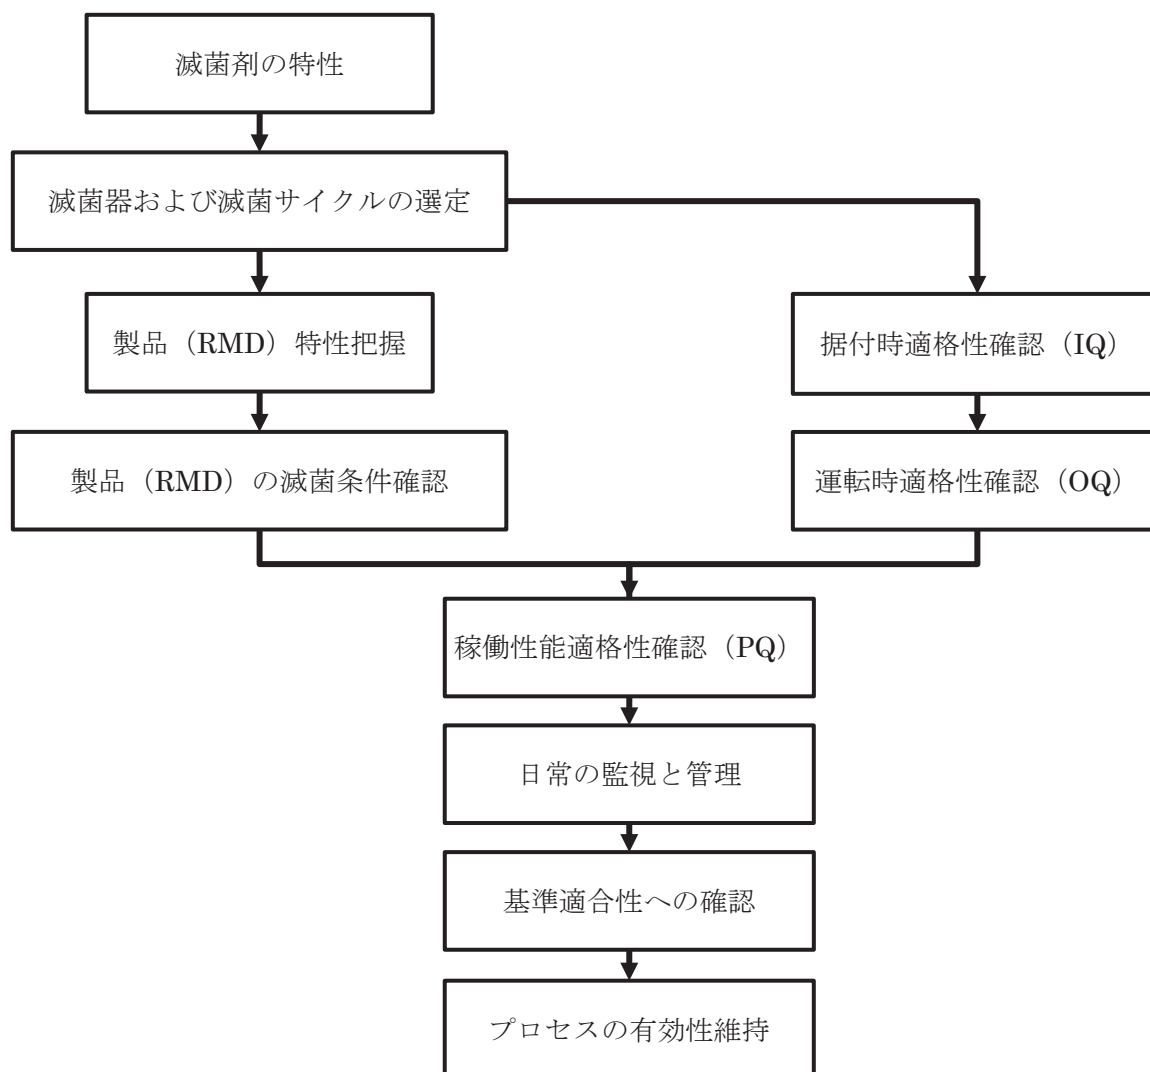 滅菌剤の特性
滅菌器および滅菌サイクルの選定
製品（RMD）特性把握
据付時適格性確認（IQ）
製品（RMD）の滅菌条件確認
運転時適格性確認（OQ）
稼働性能適格性確認（PQ）
日常の監視と管理
基準適合性への確認
プロセスの有効性維持